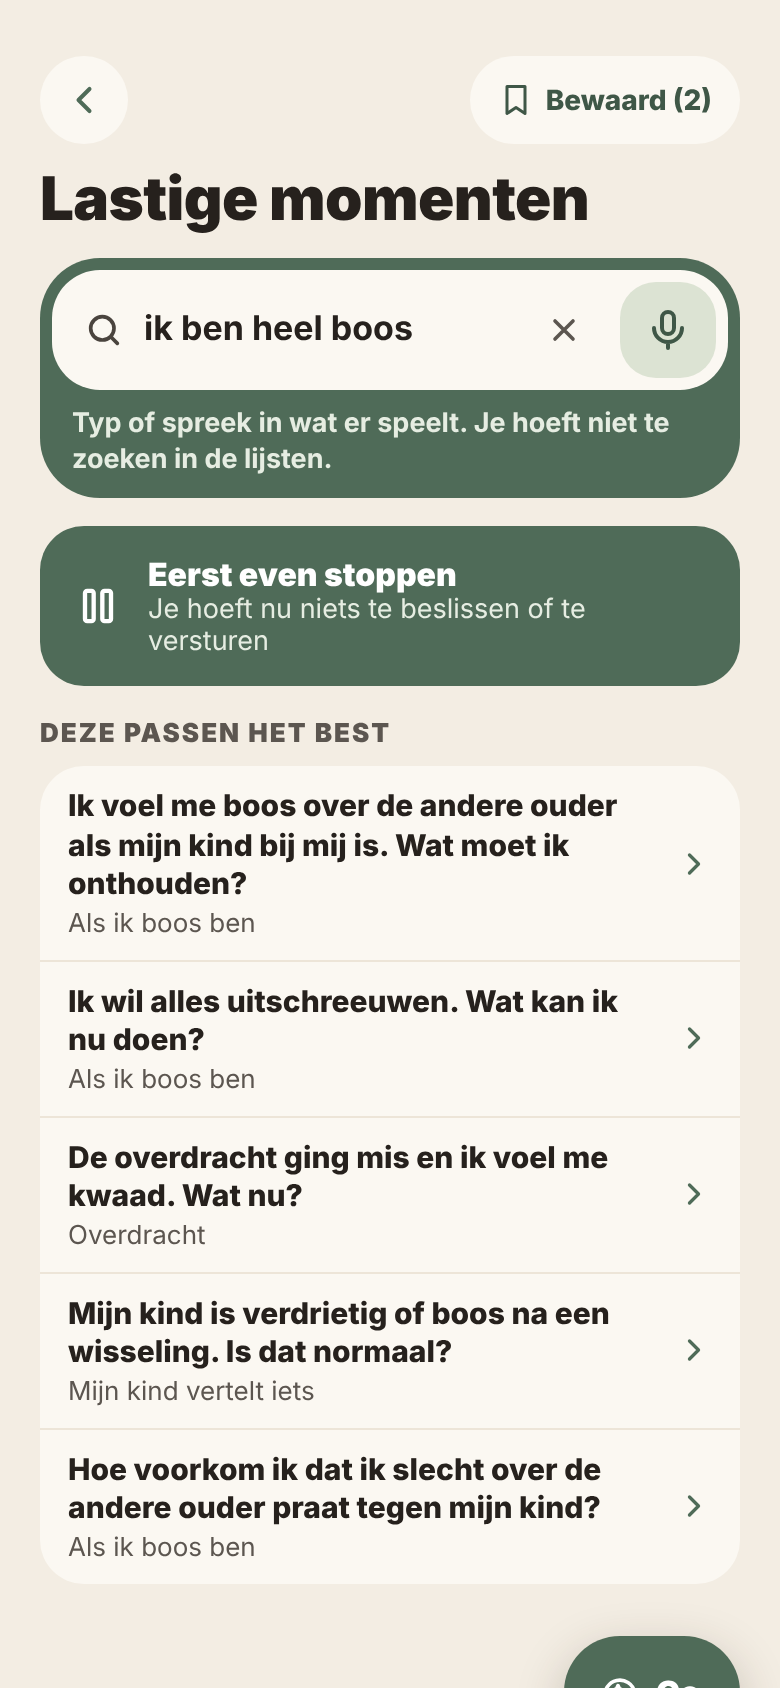 Bewaard (2)
Lastige momenten
ik ben heel boos
Typ of spreek in wat er speelt. Je hoeft niet te
zoeken in de lijsten.
Eerst even stoppen
Je hoeft nu niets te beslissen of te
versturen
DEZE PASSEN HET BEST
Ik voel me boos over de andere ouder
als mijn kind bij mij is. Wat moet ik
onthouden?
Als ik boos ben
Ik wil alles uitschreeuwen. Wat kan ik
nu doen?
Als ik boos ben
De overdracht ging mis en ik voel me
kwaad. Wat nu?
Overdracht
Mijn kind is verdrietig of boos na een
wisseling. Is dat normaal?
Mijn kind vertelt iets
Hoe voorkom ik dat ik slecht over de
andere ouder praat tegen mijn kind?
Als ik boos ben